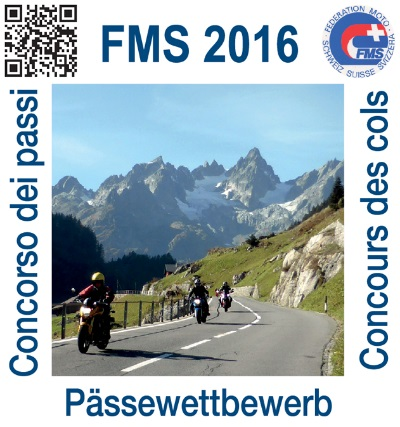 FMS 2016
FEDERATION MOTO -
SCHWEIZ SUISSE SVIZZERA
FMS
Concorso dei passi
Concours des cols
Pässewettbewerb